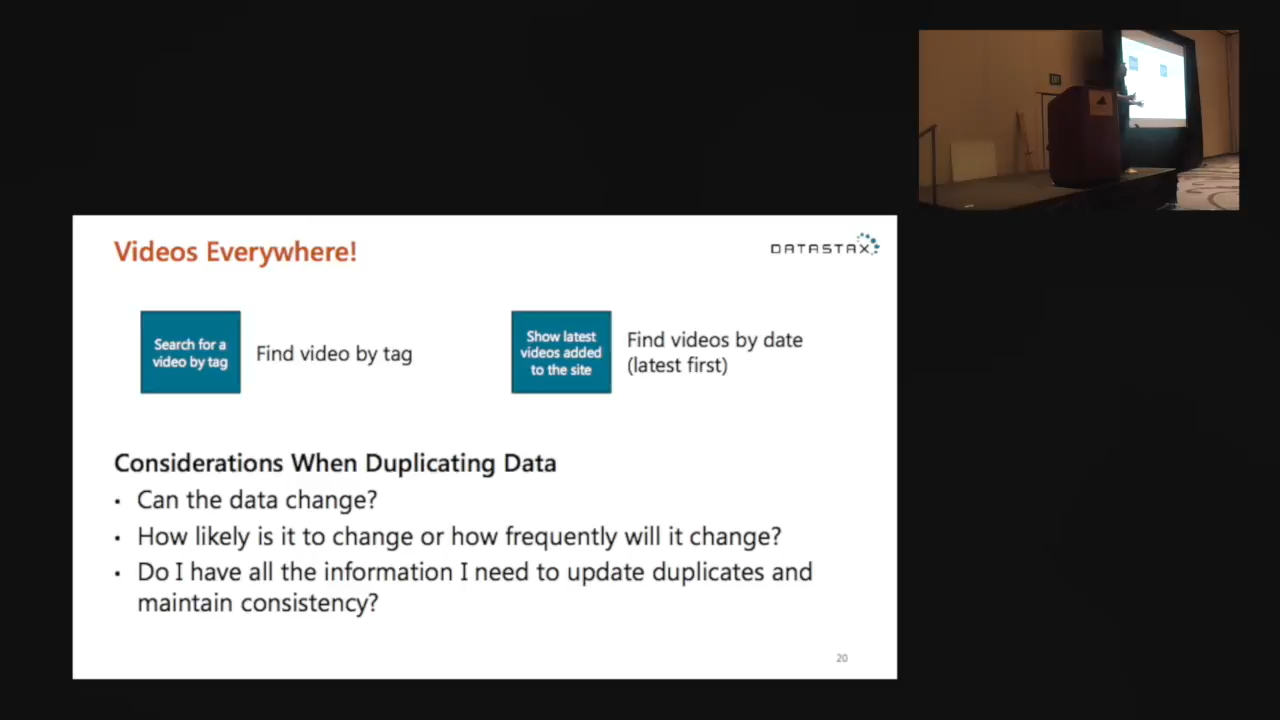 Videos Everywhere!
DATASTAX
Search for a
video by tag
Find video by tag
Show latest
videos added
to the site
Find videos by date
(latest first)
Considerations When Duplicating Data
• Can the data change?
• How likely is it to change or how frequently will it change?
• Do I have all the information I need to update duplicates and
maintain consistency?
20